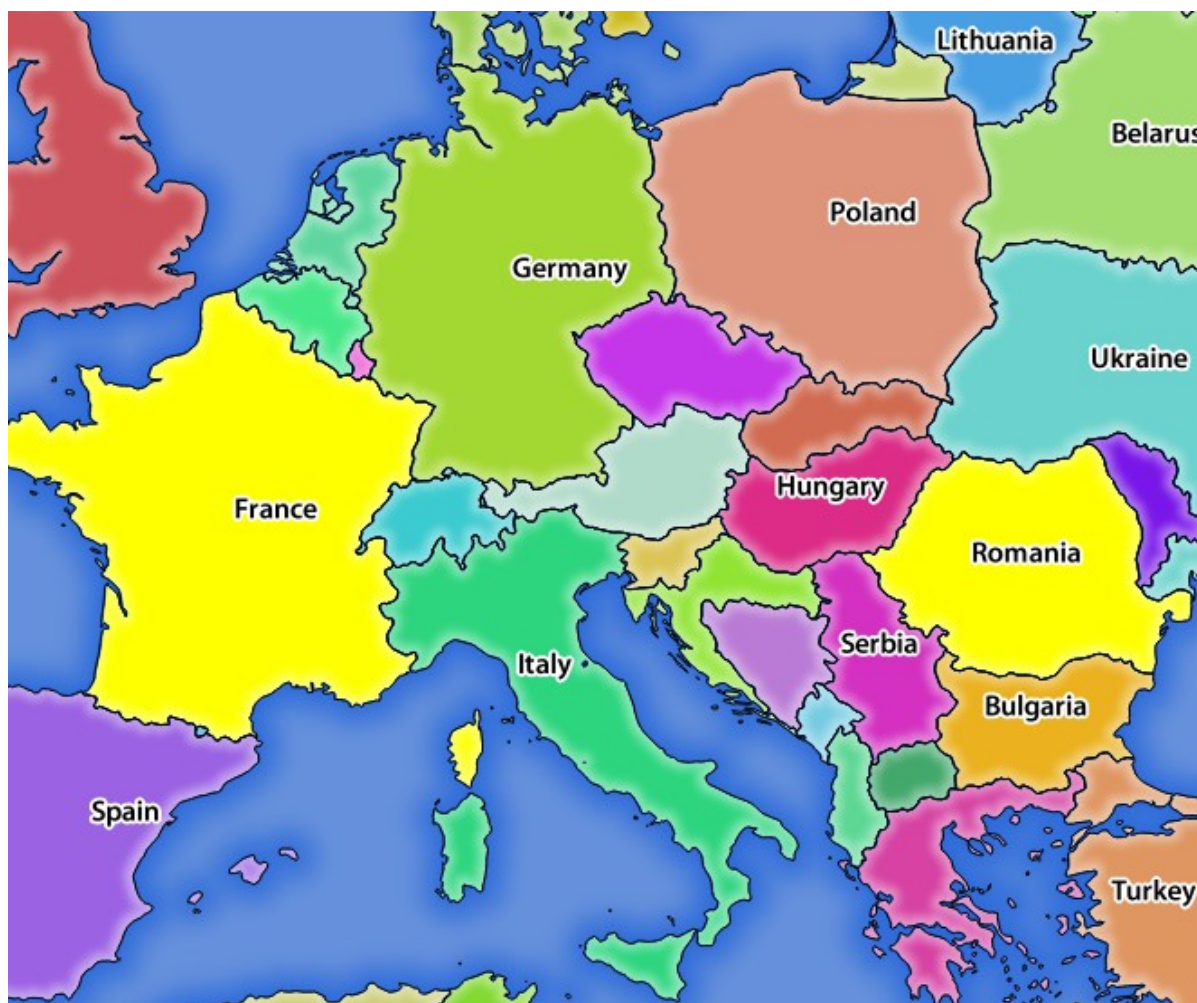 Lithuania
Belarus
Poland
Germany
Ukraine
Hungary
France
Romania
Serbia
Italy
Bulgaria
Spain
Turkey